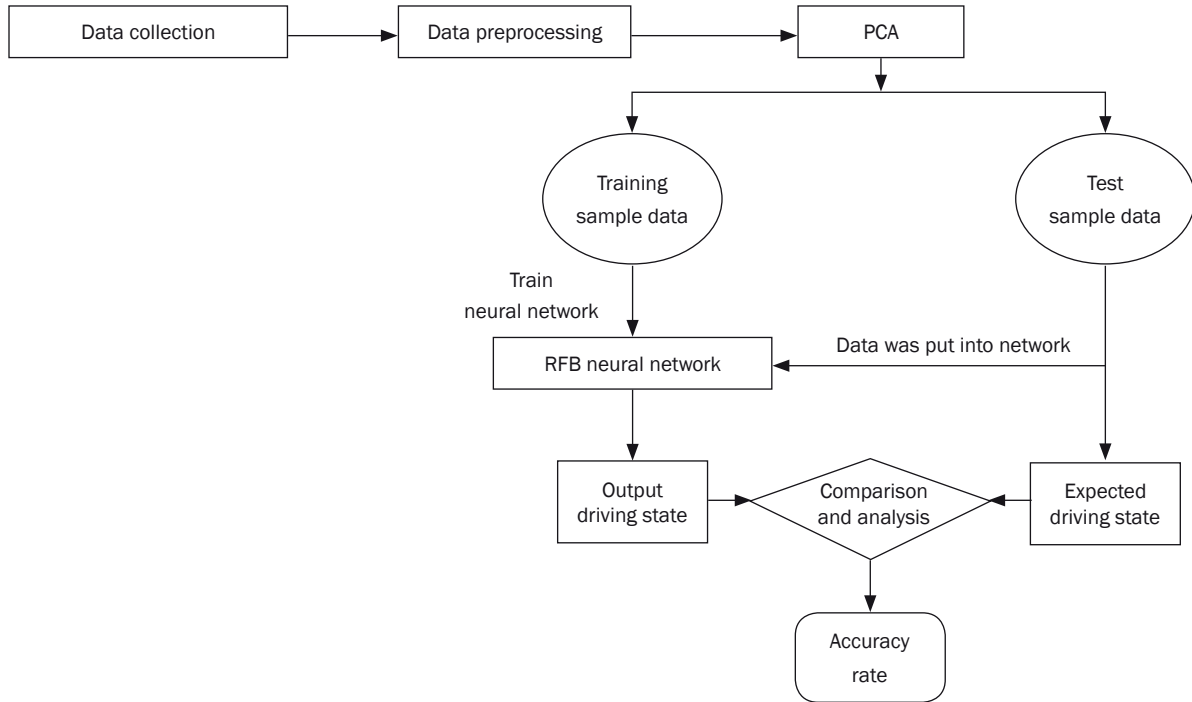 Data collection
Data preprocessing
PCA
Training
sample data
Test
sample data
Train
neural network
Data was put into network
RFB neural network
Output
driving state
Comparison
and analysis
Expected
driving state
Accuracy
rate